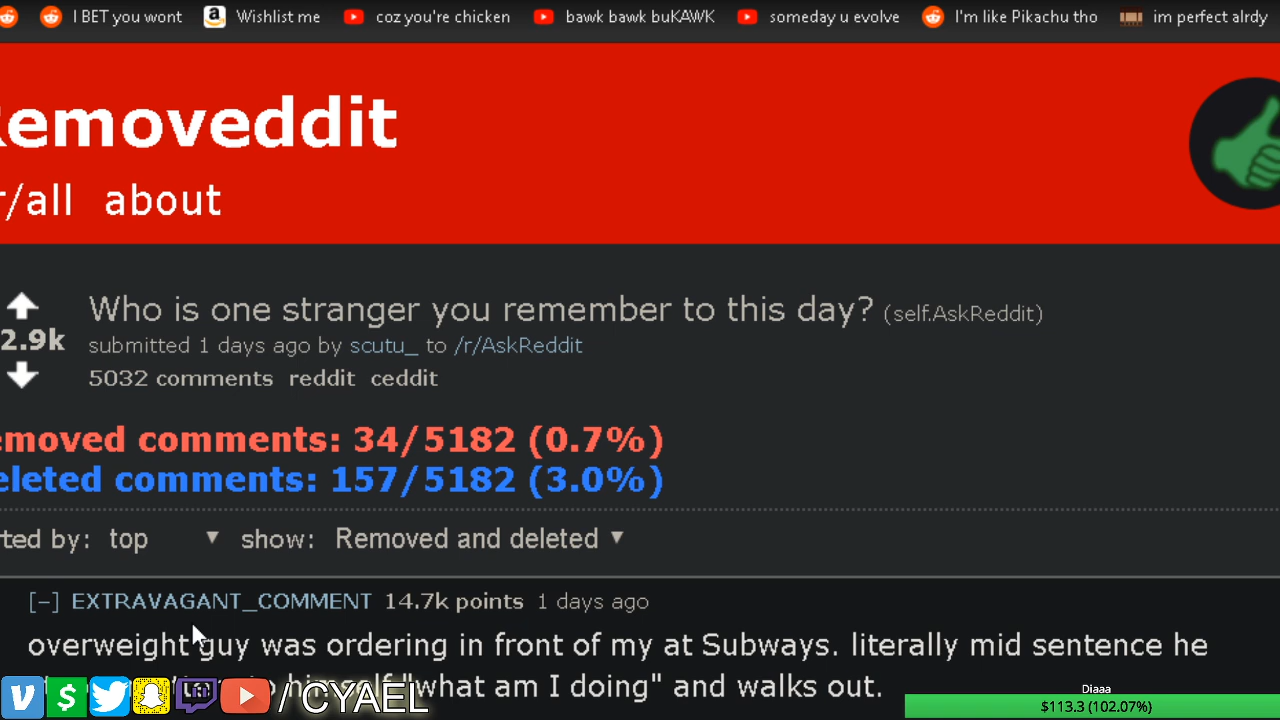 I BET you wont Wishlist me coz you're chicken bawk bawk buKAWK someday u evolve I'm like Pikachu tho im perfect alrdy
emoveddit
r/all about
Who is one stranger you remember to this day? (self.AskReddit)
2.9k
submitted 1 days ago by scutu_ to /r/AskReddit
5032 comments reddit ceddit
emoved comments: 34/5182 (0.7%)
eleted comments: 157/5182 (3.0%)
ted by: top ▼ show: Removed and deleted ▼
[−] EXTRAVAGANT_COMMENT 14.7k points 1 days ago
overweight guy was ordering in front of my at Subways. literally mid sentence he
to himself "what am I doing" and walks out.
/CYAEL
Diaaa
$113.3 (102.07%)